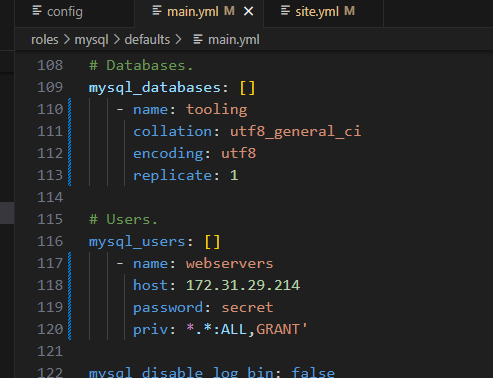 config
main.yml M
site.yml M
roles > mysql > defaults > main.yml
108 # Databases.
109 mysql_databases: []
110 - name: tooling
111 collation: utf8_general_ci
112 encoding: utf8
113 replicate: 1
114
115 # Users.
116 mysql_users: []
117 - name: webservers
118 host: 172.31.29.214
119 password: secret
120 priv: *.*:ALL,GRANT'
121
122 mysql_disable_log_bin: false